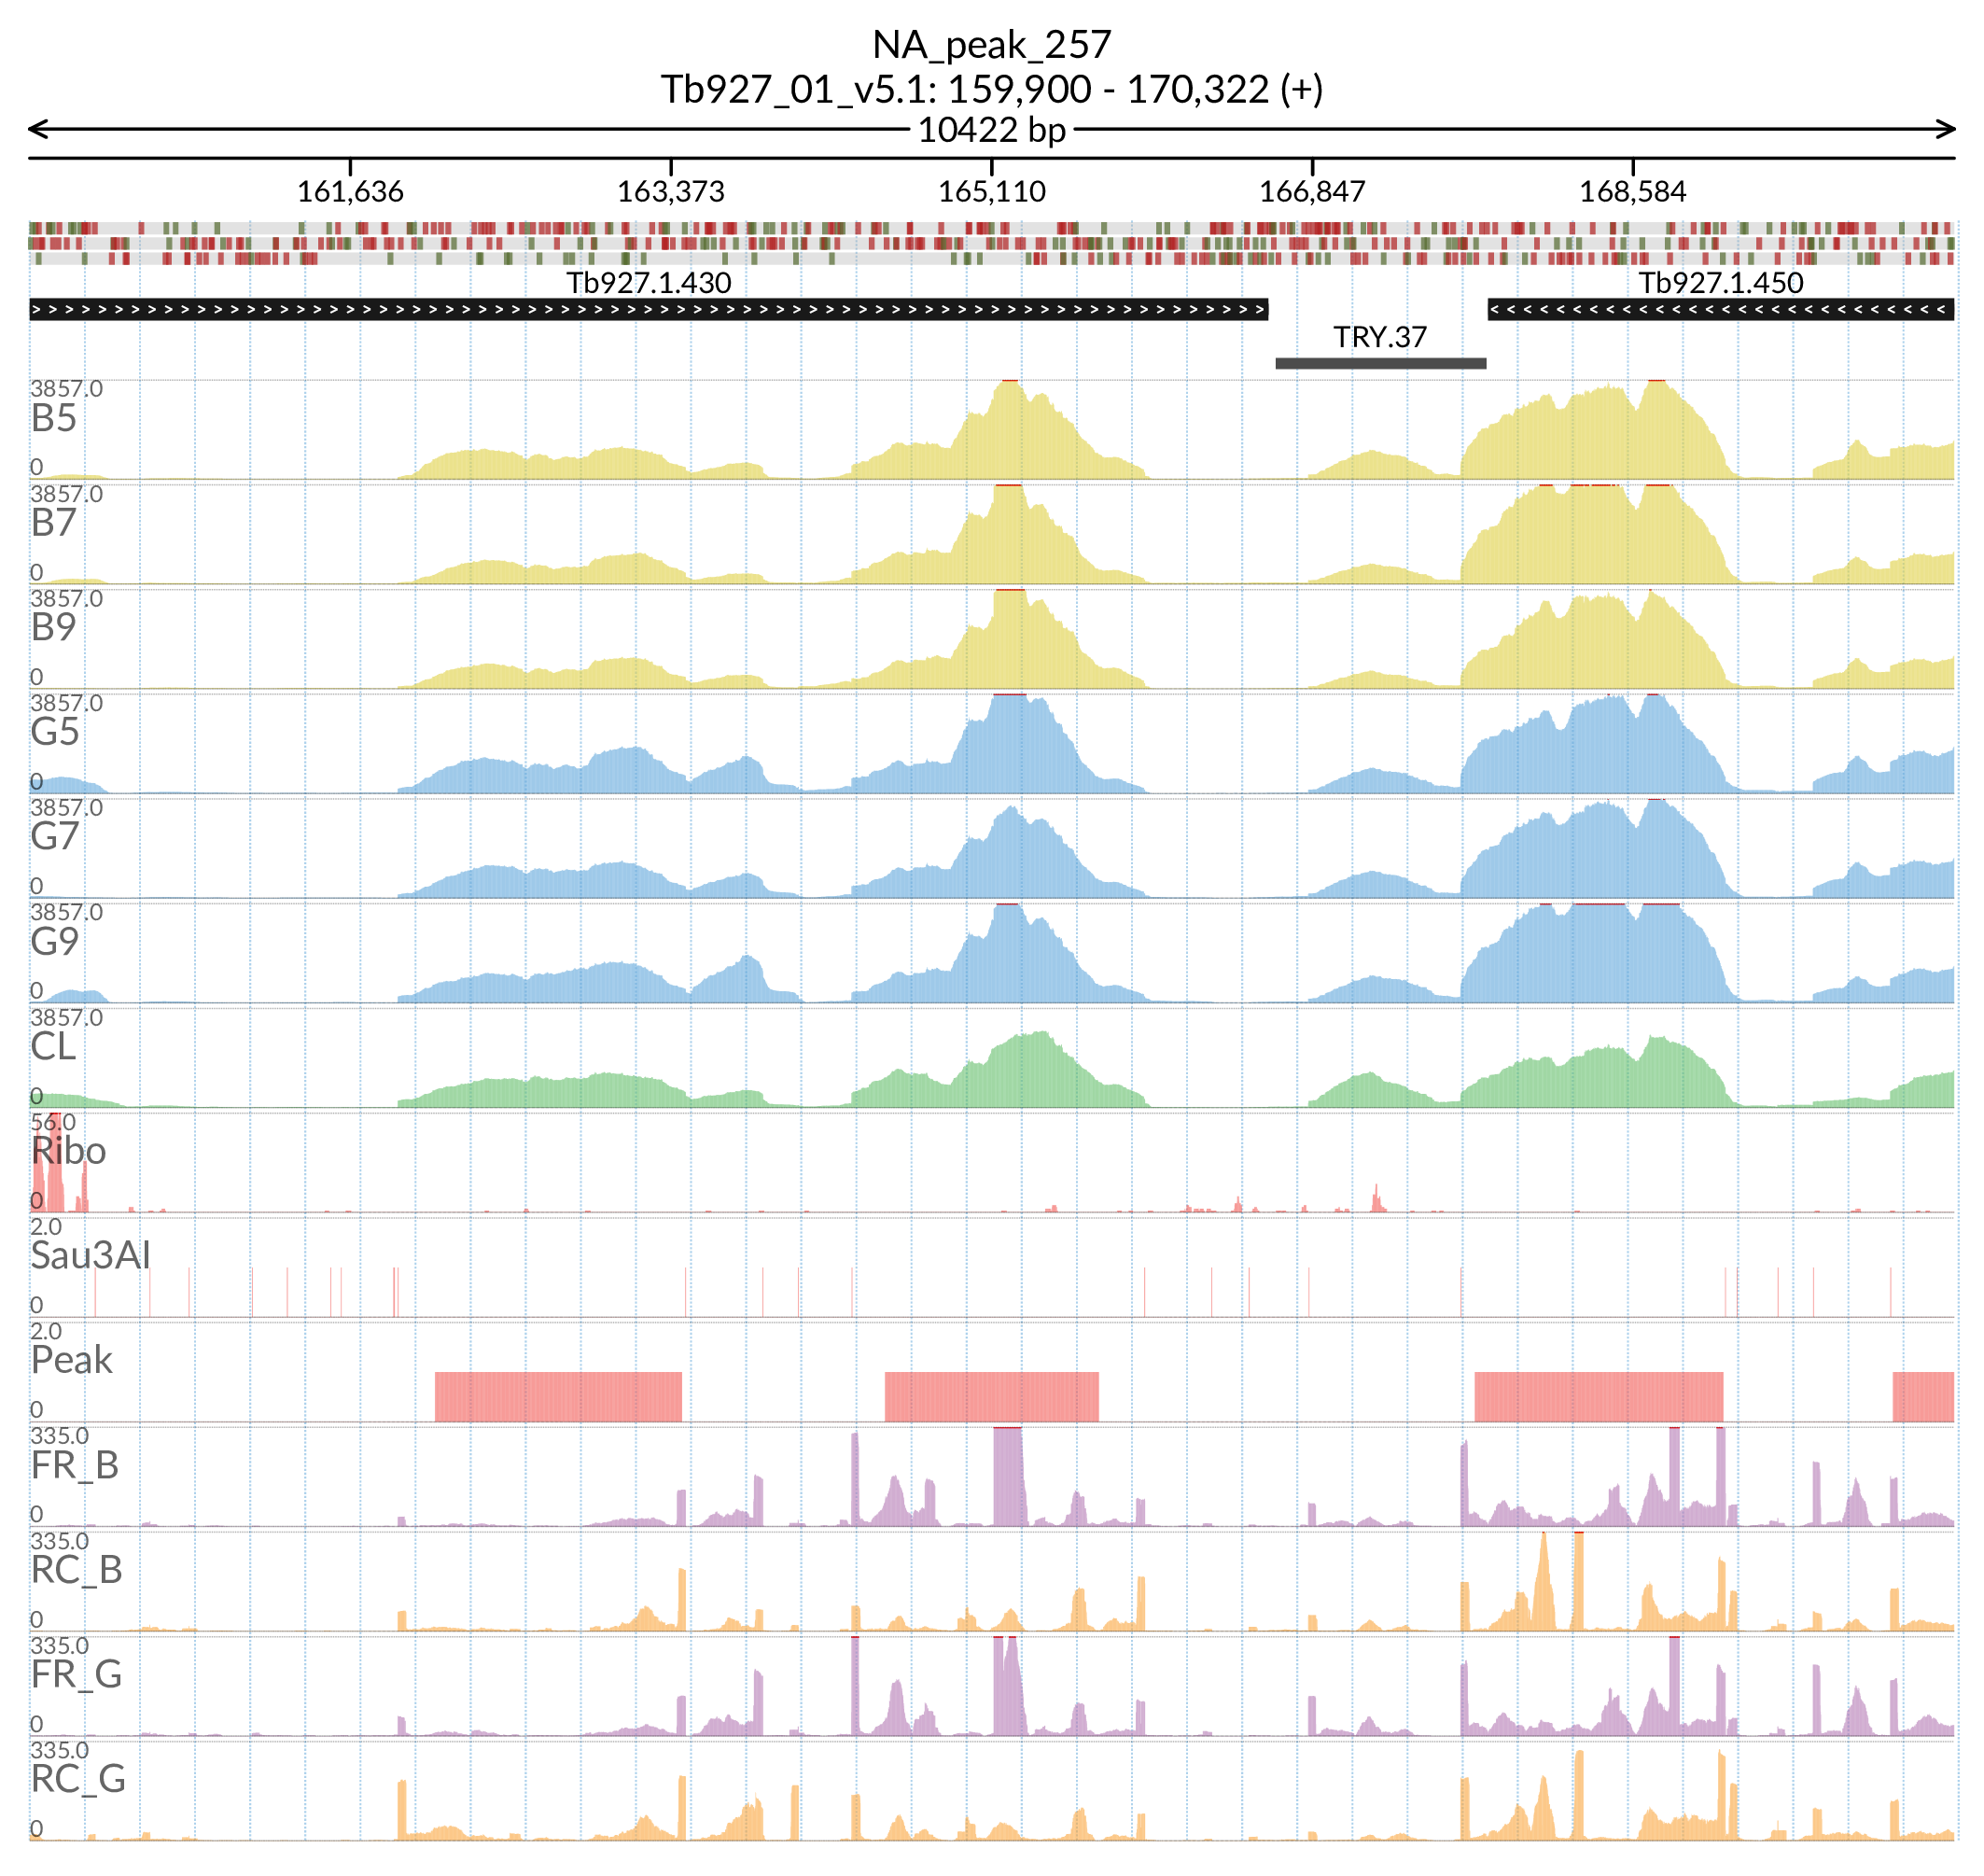 NA_peak_257
Tb927_01_v5.1: 159,900 - 170,322 (+)
10422 bp
161,636 163,373 165,110 166,847 168,584
Tb927.1.430 Tb927.1.450
TRY.37
3857.0
B5
0
3857.0
B7
0
3857.0
B9
0
3857.0
G5
0
3857.0
G7
0
3857.0
G9
0
3857.0
CL
0
56.0
Ribo
0
2.0
Sau3AI
0
2.0
Peak
0
335.0
FR_B
0
335.0
RC_B
0
335.0
FR_G
0
335.0
RC_G
0